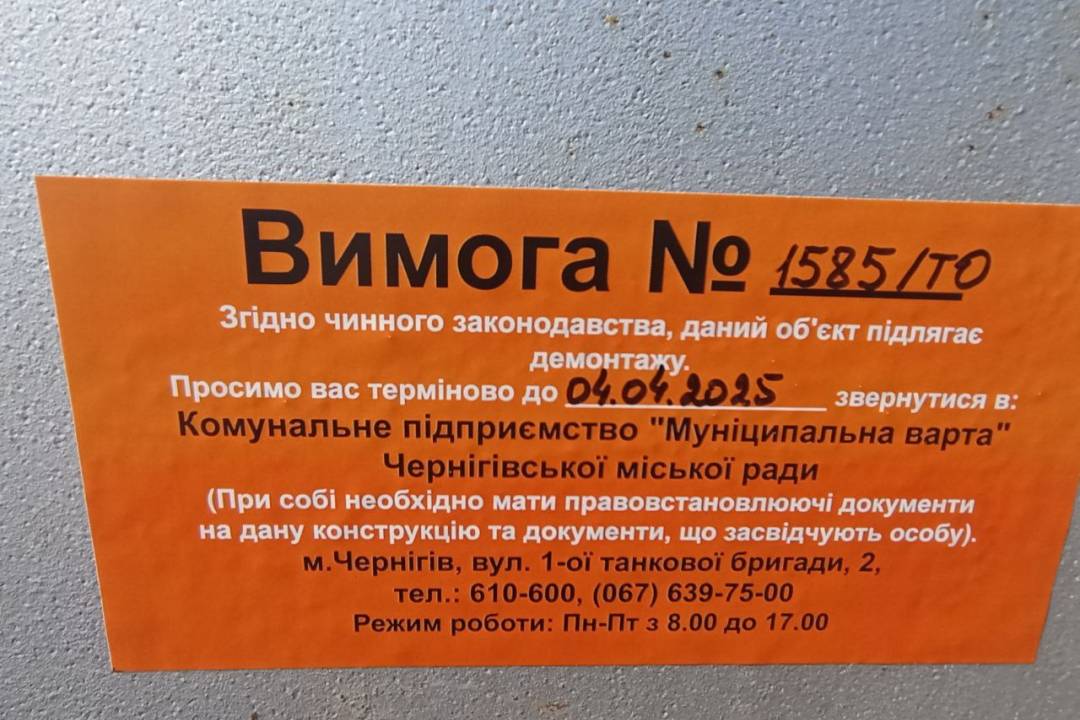 Вимога № 1585/ТО
Згідно чинного законодавства, даний об'єкт підлягає
демонтажу.
Просимо вас терміново до 04.04.2025 звернутися в:
Комунальне підприємство "Муніципальна варта"
Чернігівської міської ради
(При собі необхідно мати правовстановлюючі документи
на дану конструкцію та документи, що засвідчують особу).
м.Чернігів, вул. 1-ої танкової бригади, 2,
тел.: 610-600, (067) 639-75-00
Режим роботи: Пн-Пт з 8.00 до 17.00